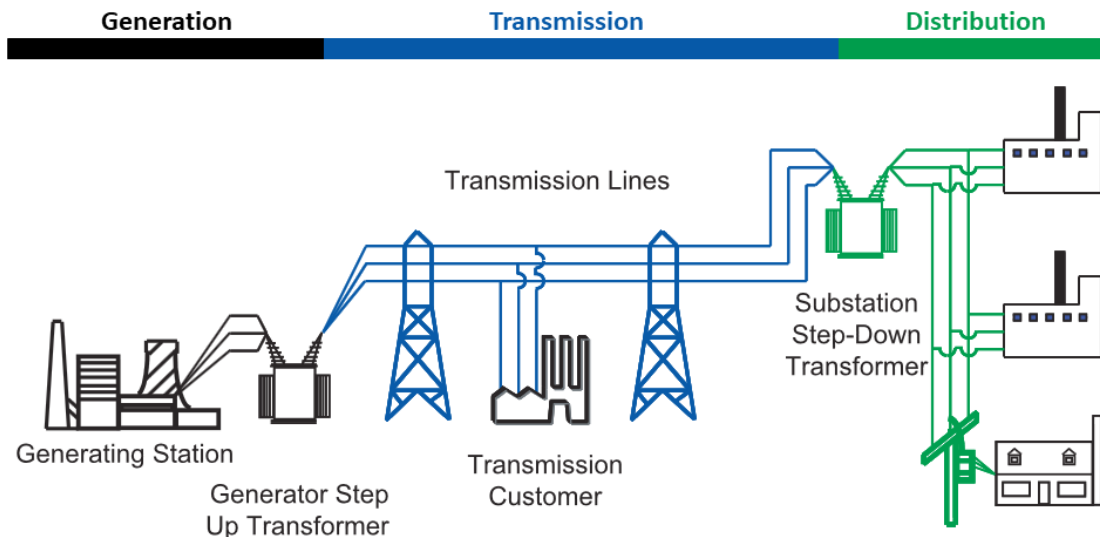 Generation
Transmission
Distribution
Transmission Lines
Substation
Step-Down
Transformer
Generating Station
Generator Step
Up Transformer
Transmission
Customer